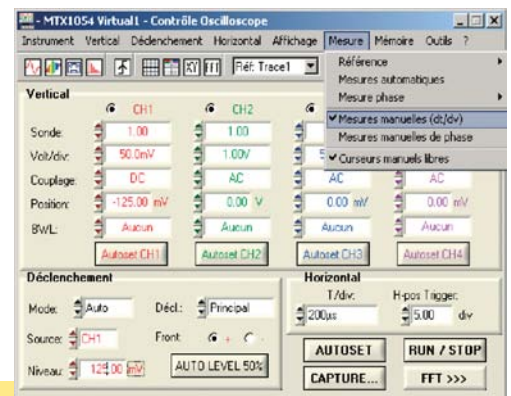 - MTX1054 Virtual1 - Contrôle Oscilloscope
Instrument Vertical Déclenchement Horizontal Affichage Mesure Mémoire Outils ?
XY FFT Réf: Trace1
Référence
Mesures automatiques
Mesure phase
Mesures manuelles (dt/dv)
Mesures manuelles de phase
Curseurs manuels libres
Vertical
CH1 CH2
Sonde: 1.00 1.00
Volt/div: 50.0mV 1.00V
Couplage: DC AC AC AC
Position: -125.00 mV 0.00 V 0.00 mV 0.00 mV
BWL: Aucun Aucun Aucun Aucun
Autoset CH1 Autoset CH2 Autoset CH3 Autoset CH4
Déclenchement
Mode: Auto Décl.: Principal
Source: CH1 Front: + -
Niveau: 125.00 mV AUTO LEVEL 50%
Horizontal
T/div: H-pos Trigger:
200µs 5.00 div
AUTOSET RUN / STOP
CAPTURE... FFT >>>